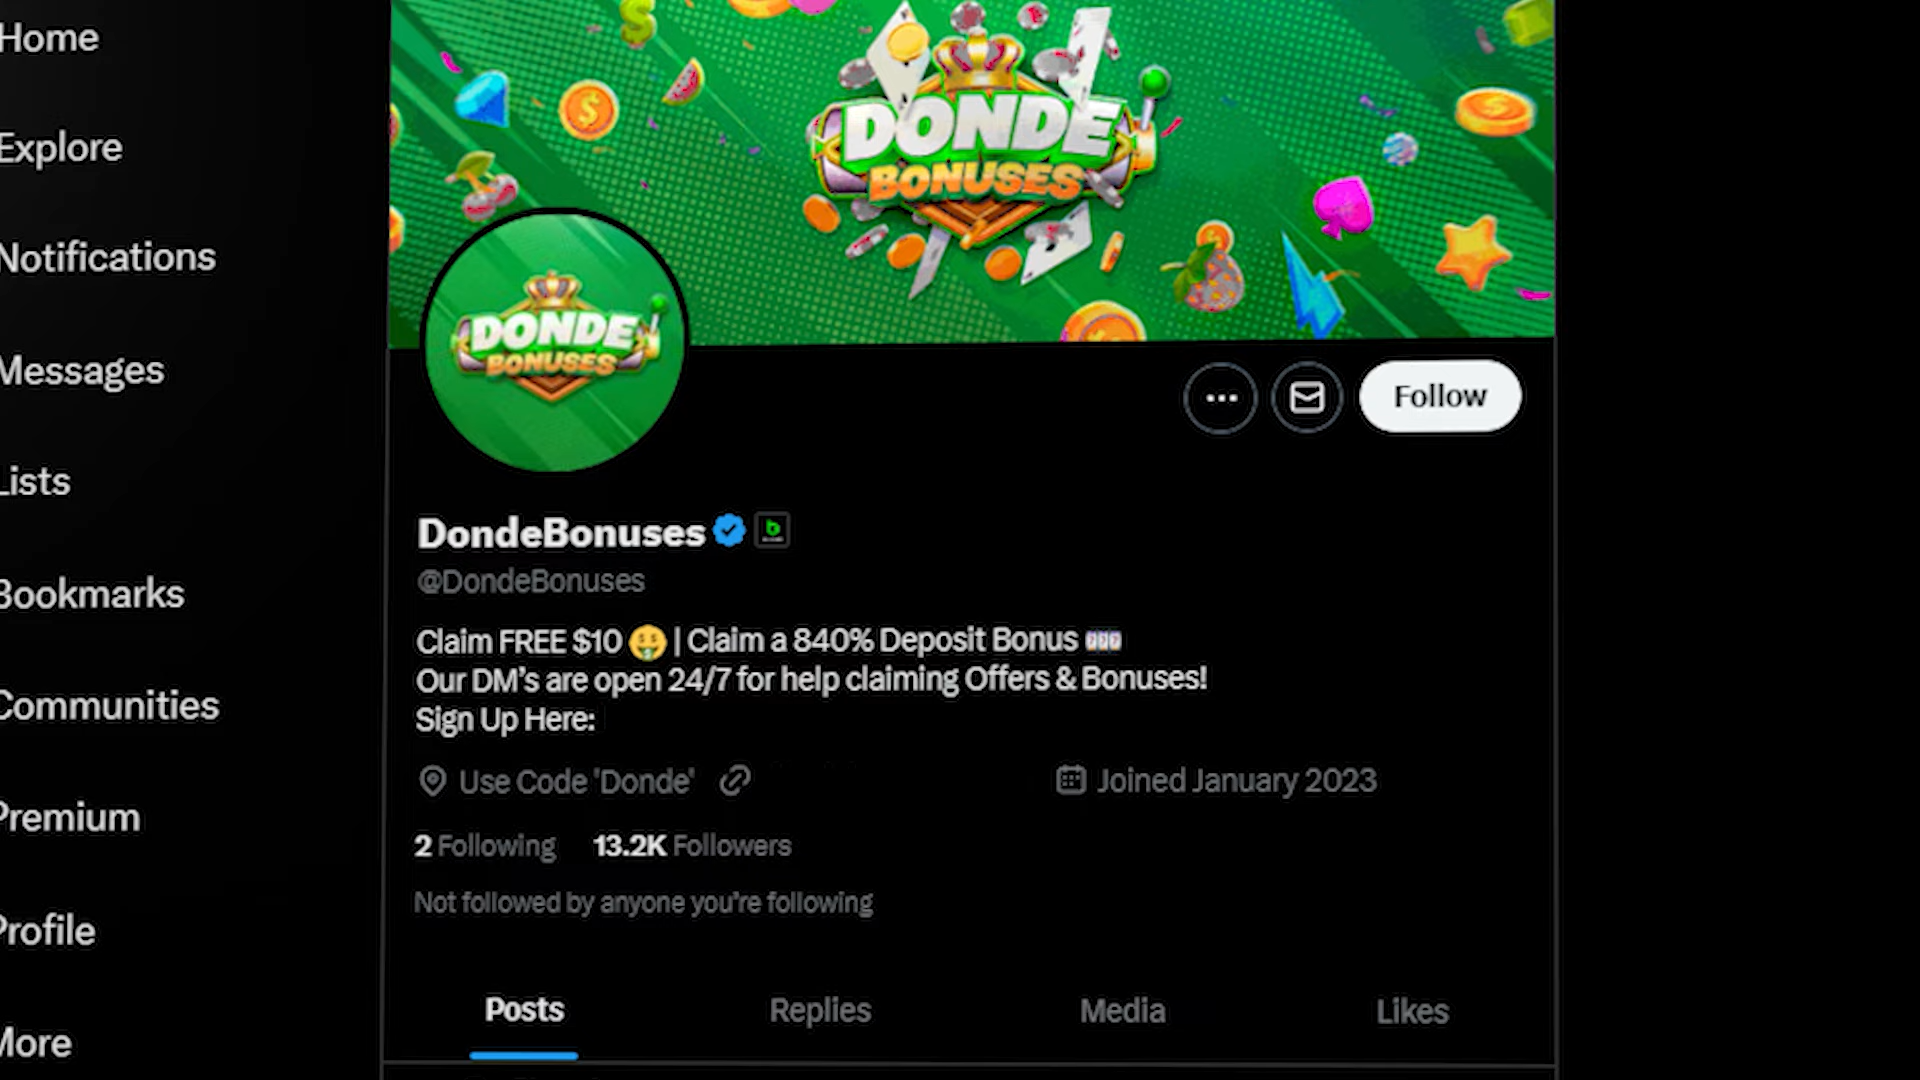 Home
Explore
Notifications
Messages
Lists
Bookmarks
Communities
Premium
Profile
More
DONDE
BONUSES
DONDE
BONUSES
Follow
DondeBonuses
@DondeBonuses
Claim FREE $10 🤑 | Claim a 840% Deposit Bonus 🎰
Our DM's are open 24/7 for help claiming Offers & Bonuses!
Sign Up Here:
Use Code 'Donde'
Joined January 2023
2 Following 13.2K Followers
Not followed by anyone you're following
Posts Replies Media Likes